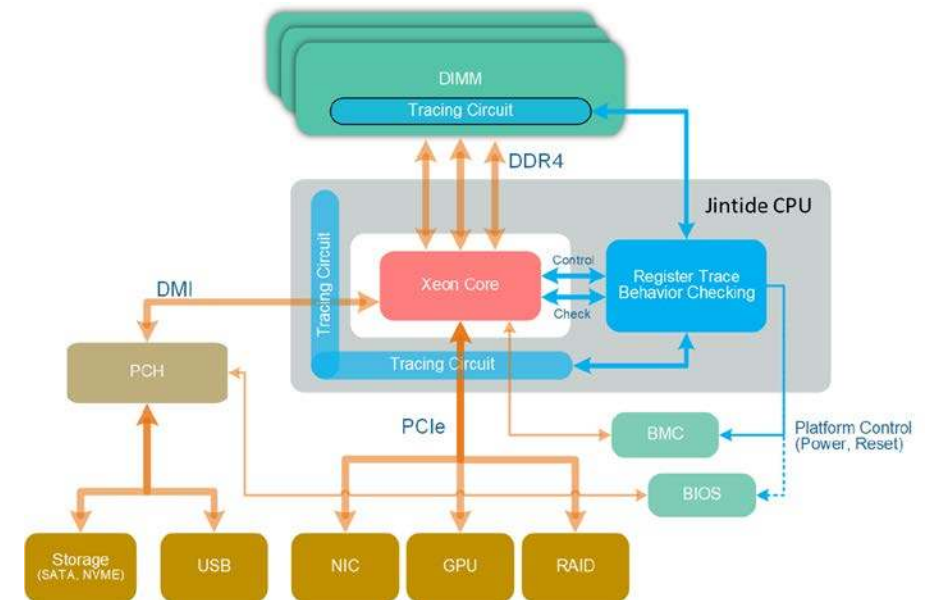 DIMM
Tracing Circuit
DDR4
Jintide CPU
Tracing Circuit
Xeon Core
Control
Check
Register Trace
Behavior Checking
DMI
PCH
Tracing Circuit
PCIe
BMC
Platform Control
(Power, Reset)
BIOS
Storage
(SATA, NVME)
USB
NIC
GPU
RAID